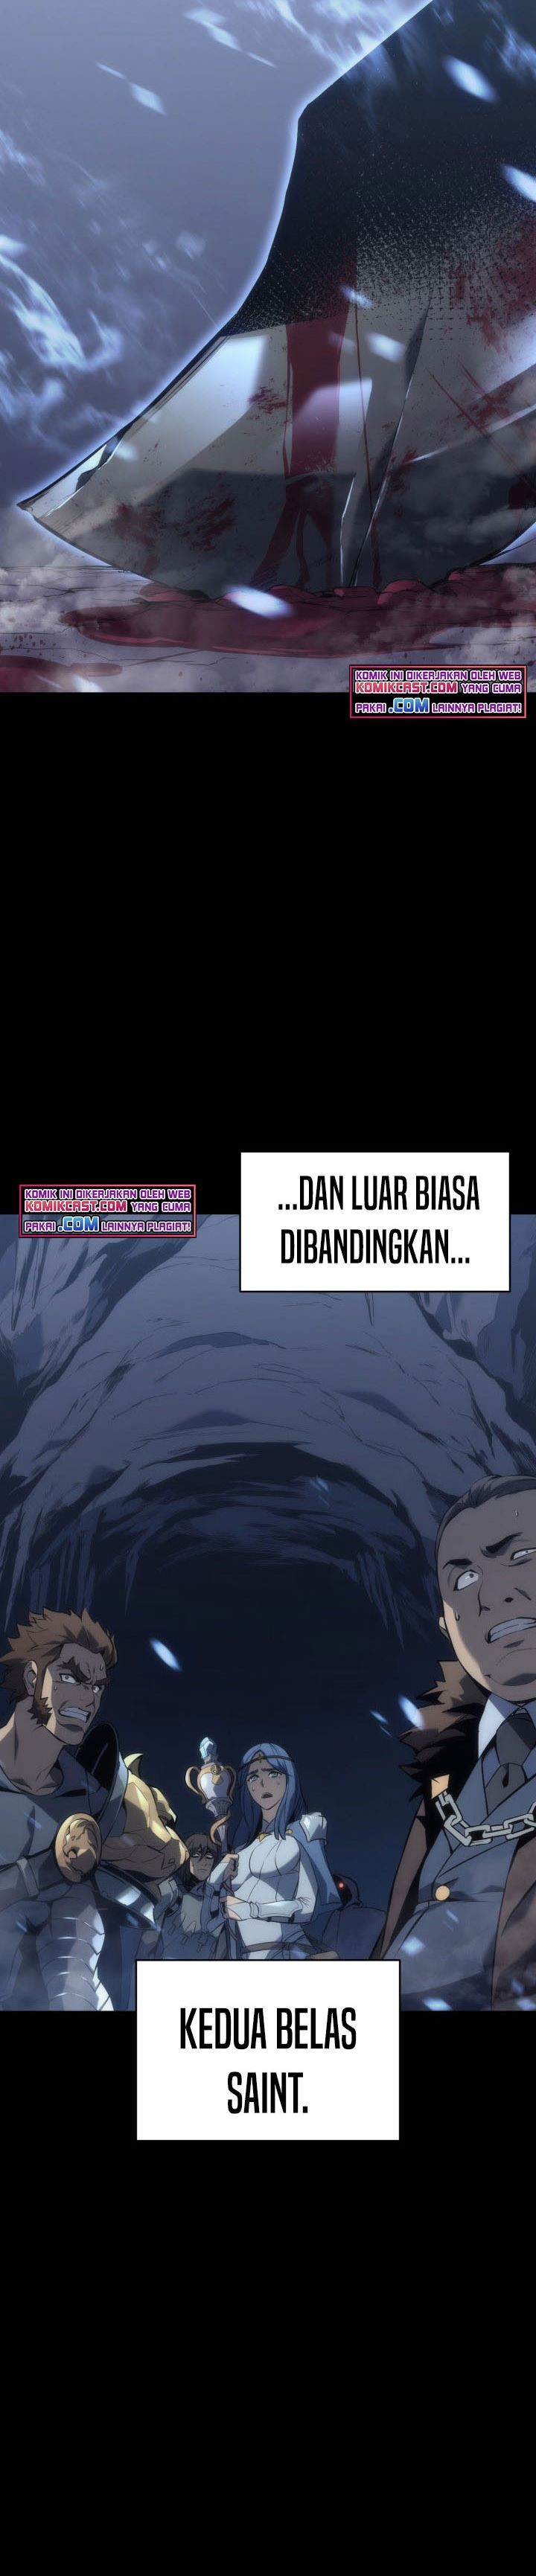 KOMIK INI DIKERJAKAN OLEH WEB
KOMIKCAST.COM YANG CUMA
PAKAI .COM LAINNYA PLAGIAT!
...DAN LUAR BIASA
DIBANDINGKAN...
KOMIK INI DIKERJAKAN OLEH WEB
KOMIKCAST.COM YANG CUMA
PAKAI .COM LAINNYA PLAGIAT!
KEDUA BELAS
SAINT.